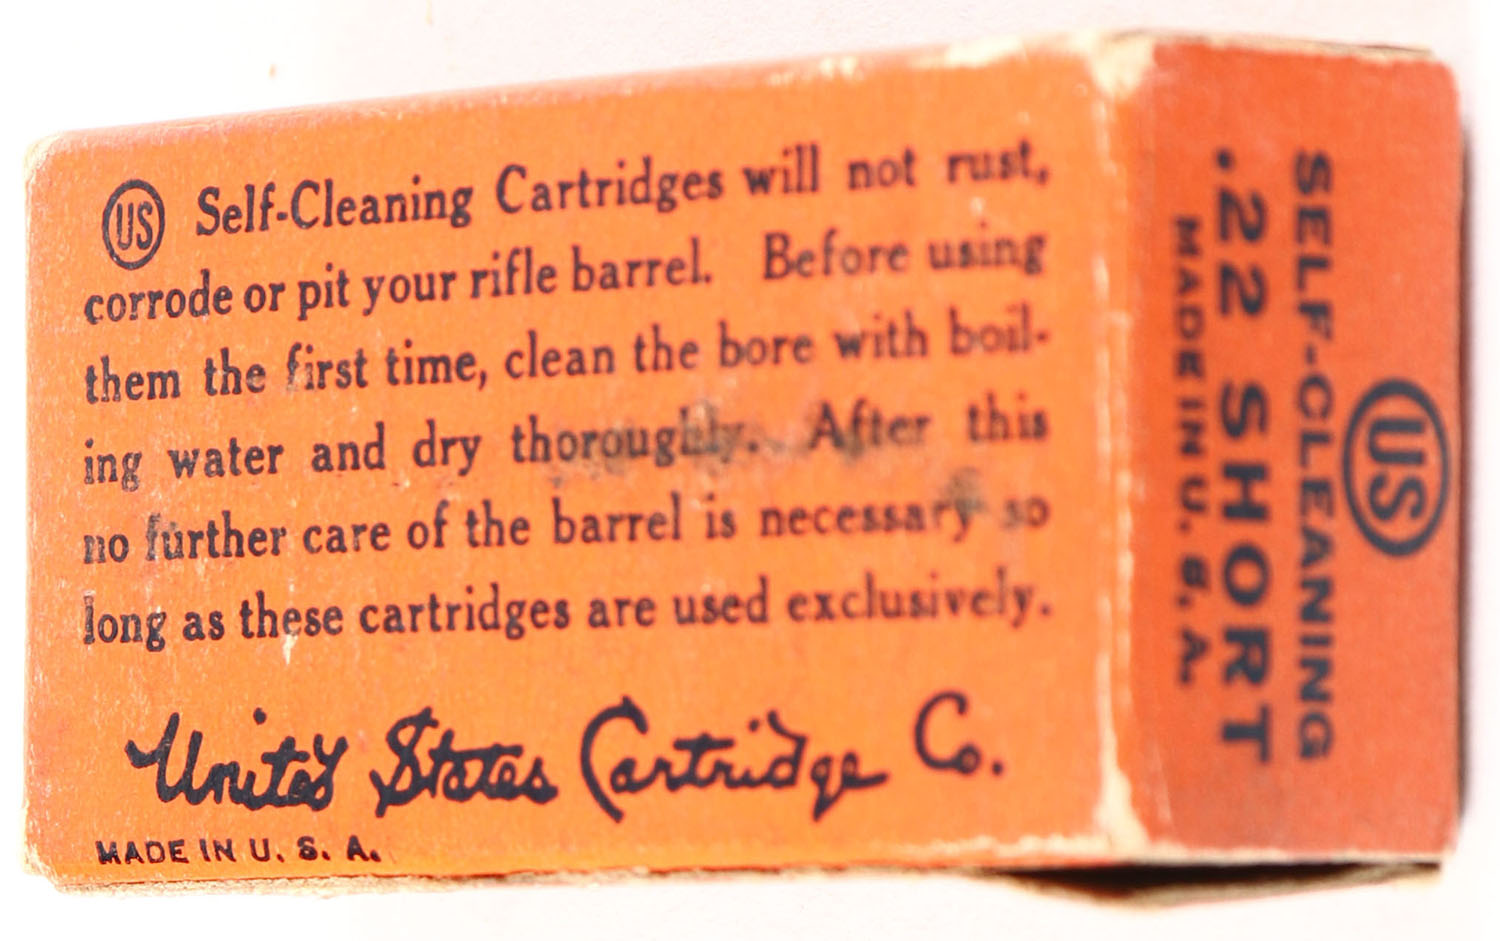 US Self-Cleaning Cartridges will not rust,
corrode or pit your rifle barrel. Before using
them the first time, clean the bore with boil-
ing water and dry thoroughly. After this
no further care of the barrel is necessary so
long as these cartridges are used exclusively.
United States Cartridge Co.
MADE IN U. S. A.
US
SELF-CLEANING
.22 SHORT
MADE IN U. S. A.